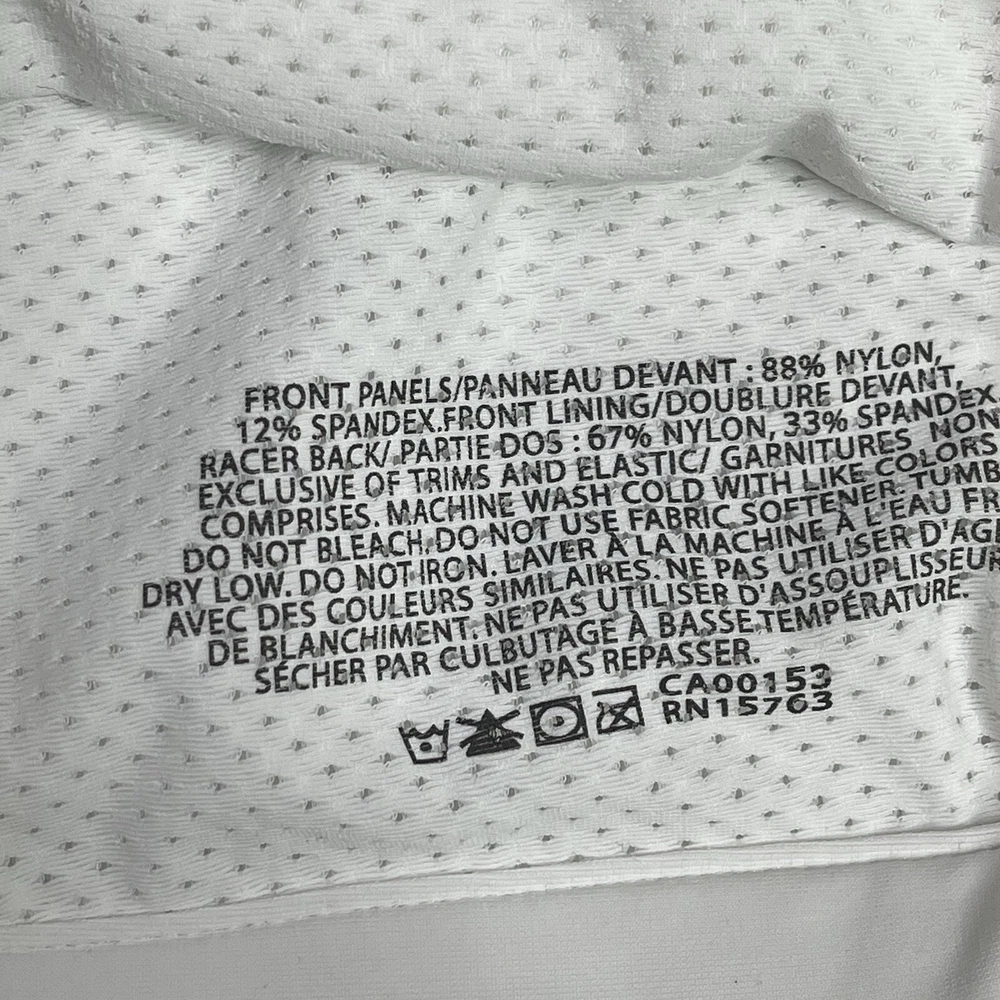 FRONT PANELS/PANNEAU DEVANT : 88% NYLON,
12% SPANDEX.FRONT LINING/DOUBLURE DEVANT,
RACER BACK/ PARTIE DOS : 67% NYLON, 33% SPANDEX
EXCLUSIVE OF TRIMS AND ELASTIC/ GARNITURES NON
COMPRISES. MACHINE WASH COLD WITH LIKE COLORS
DO NOT BLEACH. DO NOT USE FABRIC SOFTENER. TUMB
DRY LOW. DO NOT IRON. LAVER À LA MACHINE À L'EAU FR
AVEC DES COULEURS SIMILAIRES. NE PAS UTILISER D'AGE
DE BLANCHIMENT. NE PAS UTILISER D'ASSOUPLISSEUR
SÉCHER PAR CULBUTAGE À BASSE TEMPÉRATURE.
NE PAS REPASSER.
CA00153
RN15763